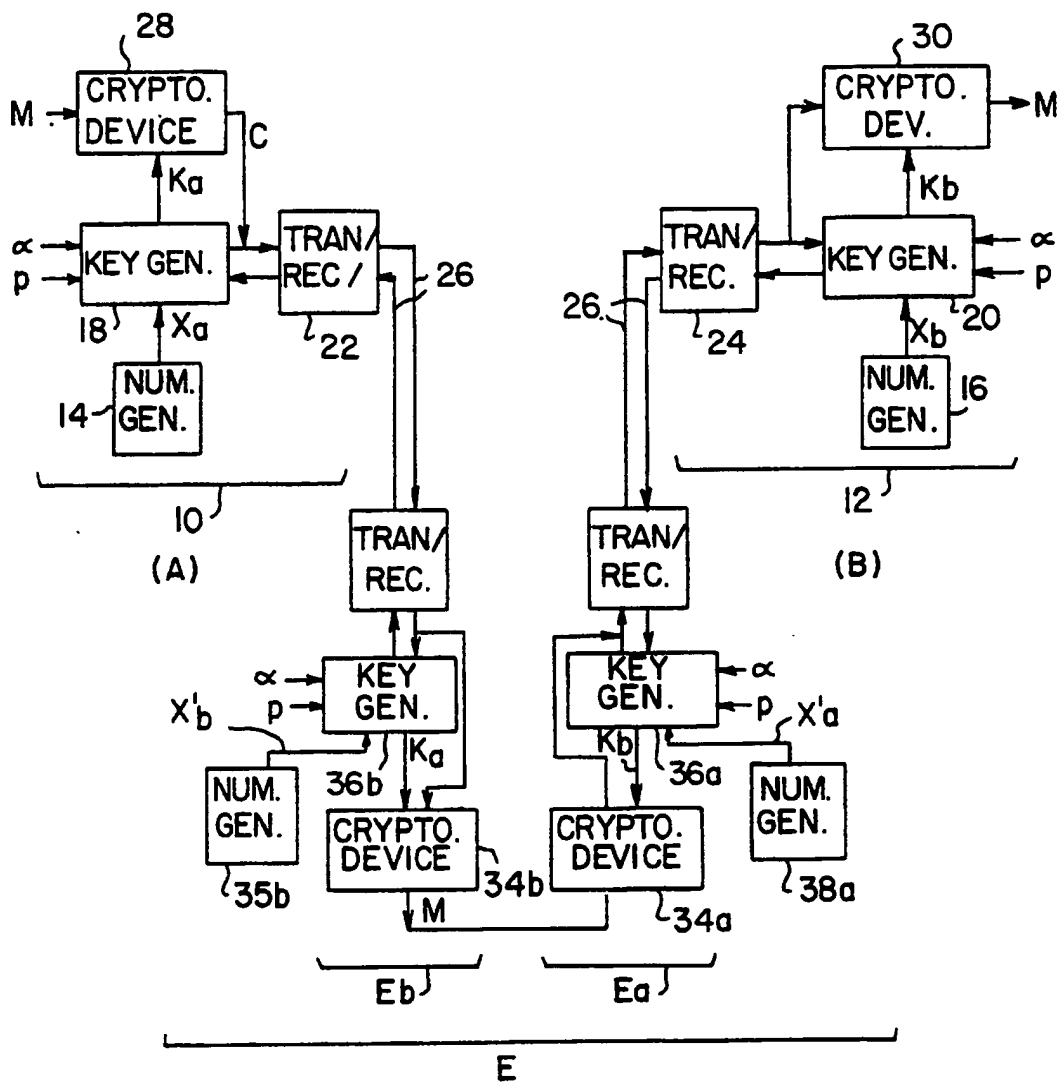 28
CRYPTO.
DEVICE
M
C
Ka
∝
p
KEY GEN.
18
Xa
TRAN/
REC/
22
26
NUM.
GEN.
14
10
(A)
30
CRYPTO.
DEV.
M
Kb
TRAN/
REC.
24
26
KEY GEN.
∝
p
20
Xb
NUM.
GEN.
16
12
(B)
TRAN/
REC.
TRAN/
REC.
∝
p
KEY
GEN.
X'b
36b
Ka
NUM.
GEN.
35b
CRYPTO.
DEVICE
34b
M
KEY
GEN.
∝
p
X'a
Kb
36a
NUM.
GEN.
38a
CRYPTO.
DEVICE
34a
Eb
Ea
E